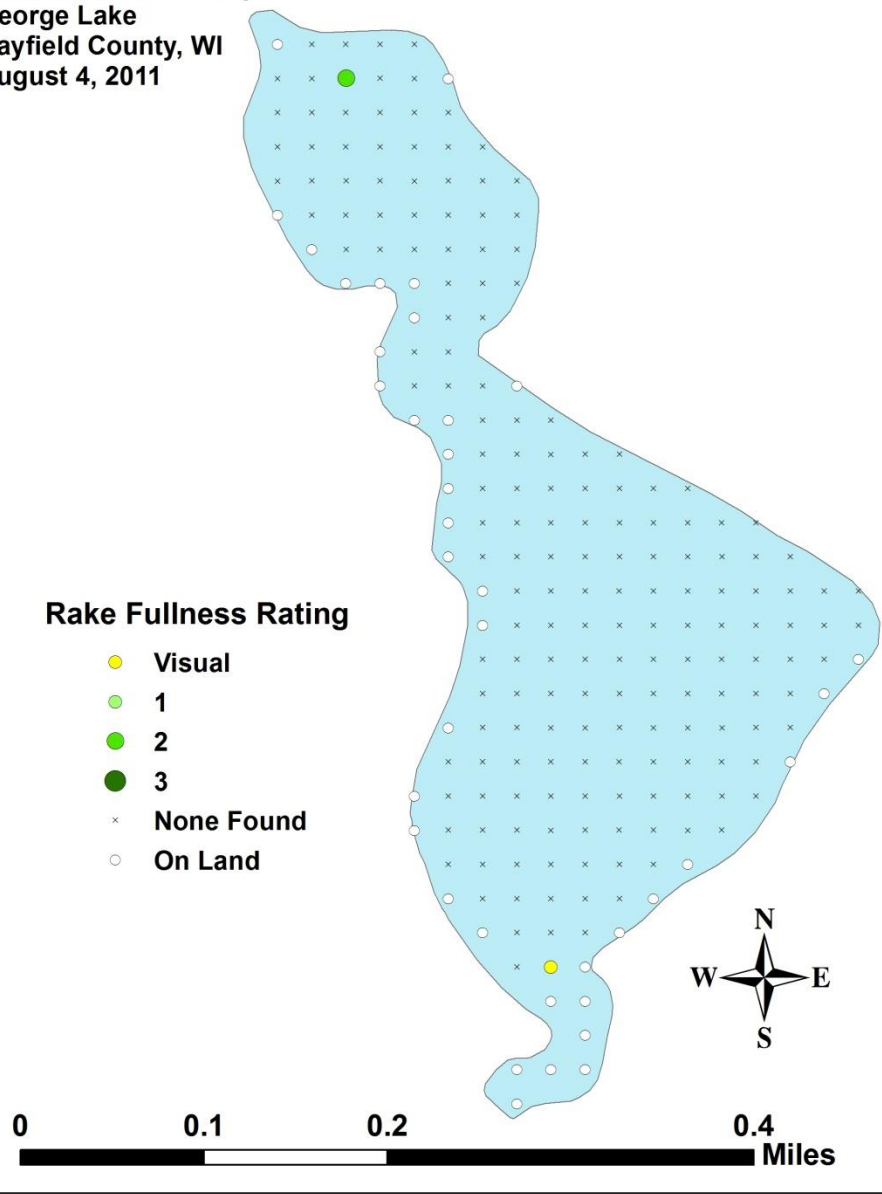 eorge Lake
ayfield County, WI
ugust 4, 2011
Rake Fullness Rating
Visual
1
2
3
None Found
On Land
N
W E
S
0 0.1 0.2 0.4
Miles